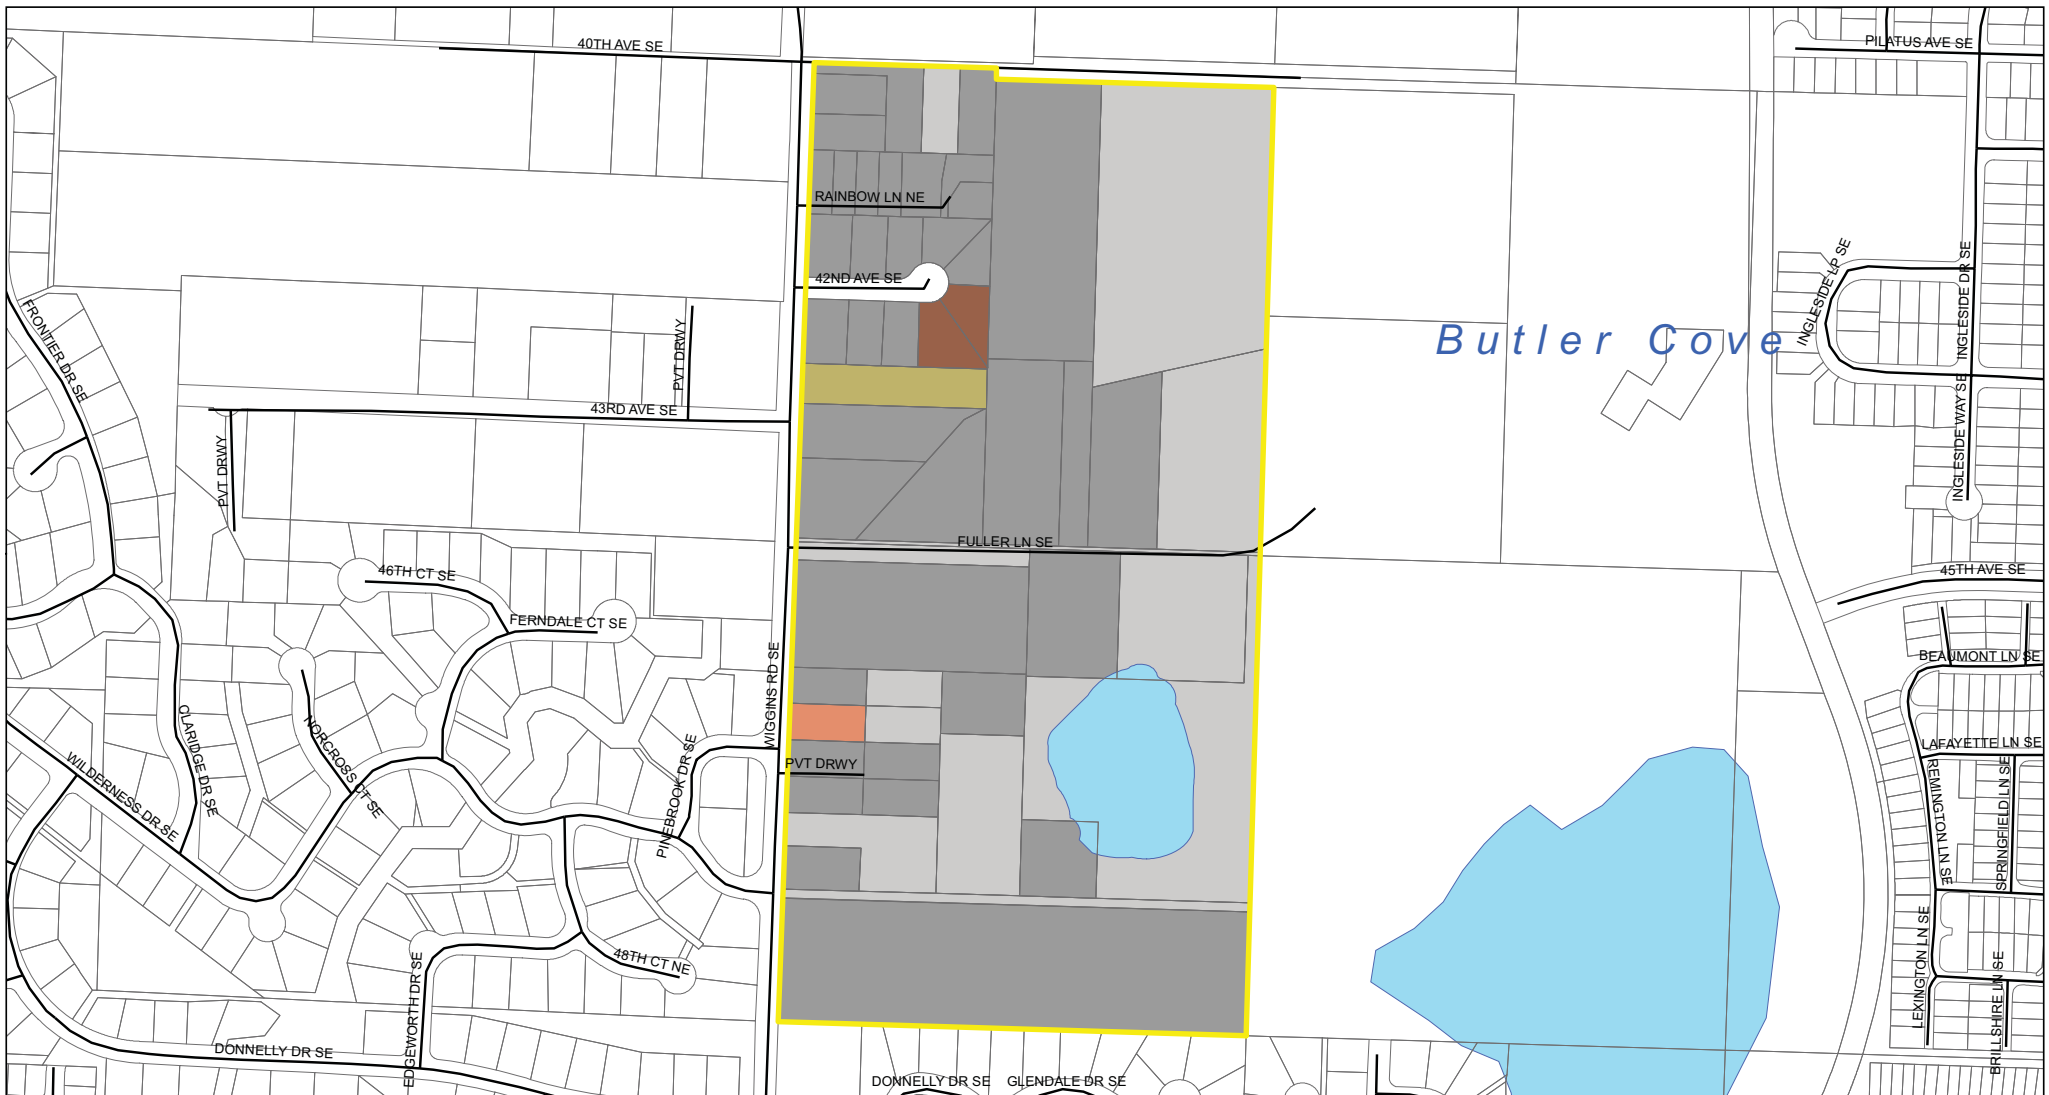 40TH AVE SE
PILATUS AVE SE
RAINBOW LN NE
42ND AVE SE
INGLESIDE LP SE
INGLESIDE DR SE
Butler Cove
FRONTIER DR SE
PVT DRWY
43RD AVE SE
PVT DRWY
INGLESIDE WAY SE
FULLER LN SE
46TH CT SE
45TH AVE SE
FERNDALE CT SE
BEAUMONT LN SE
WIGGINS RD SE
CLARIDGE DR SE
NORCROSS CT SE
PINEBROOK DR SE
WILDERNESS DR SE
PVT DRWY
LAFAYETTE LN SE
REMINGTON LN SE
SPRINGFIELD LN SE
48TH CT NE
EDGEWORTH DR SE
LEXINGTON LN SE
BRILLSHIRE LN SE
DONNELLY DR SE
DONNELLY DR SE
GLENDALE DR SE